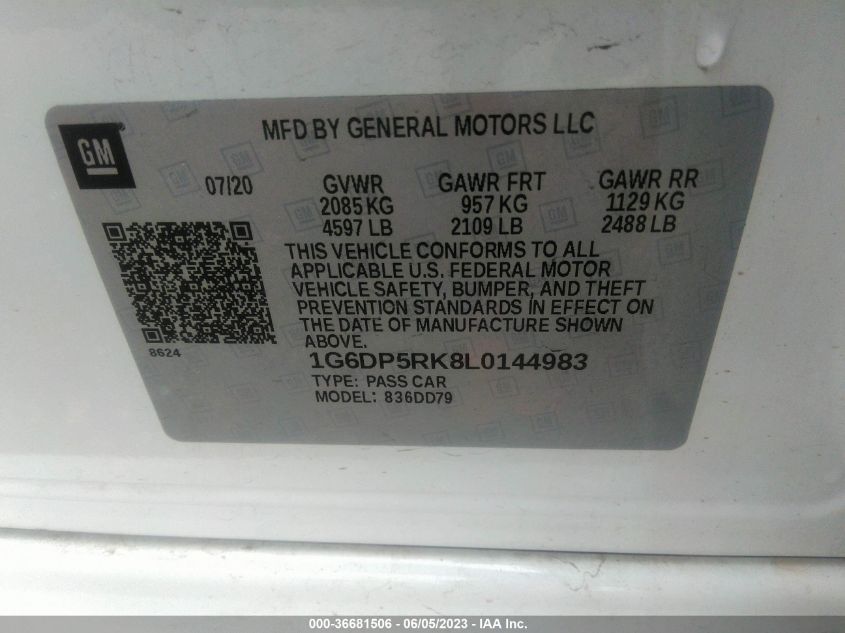 GM
MFD BY GENERAL MOTORS LLC
07/20 GVWR GAWR FRT GAWR RR
2085 KG 957 KG 1129 KG
4597 LB 2109 LB 2488 LB
THIS VEHICLE CONFORMS TO ALL
APPLICABLE U.S. FEDERAL MOTOR
VEHICLE SAFETY, BUMPER, AND THEFT
PREVENTION STANDARDS IN EFFECT ON
THE DATE OF MANUFACTURE SHOWN
ABOVE.
8624
1G6DP5RK8L0144983
TYPE: PASS CAR
MODEL: 836DD79
000-36681506 - 06/05/2023 - IAA Inc.